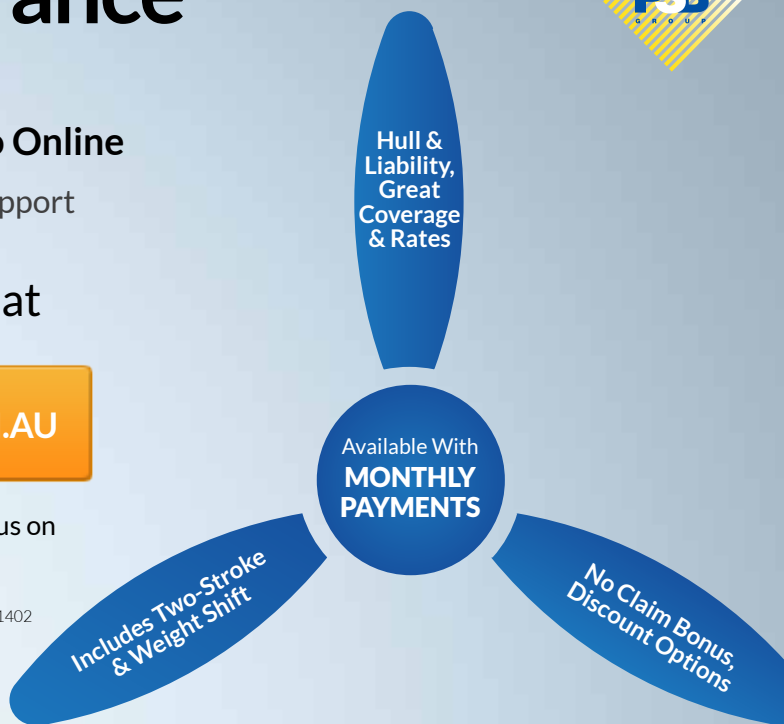 ance
GROUP
Online
pport
at
.AU
us on
1402
Hull &
Liability,
Great
Coverage
& Rates
Available With
MONTHLY
PAYMENTS
Includes Two-Stroke
& Weight Shift
No Claim Bonus,
Discount Options